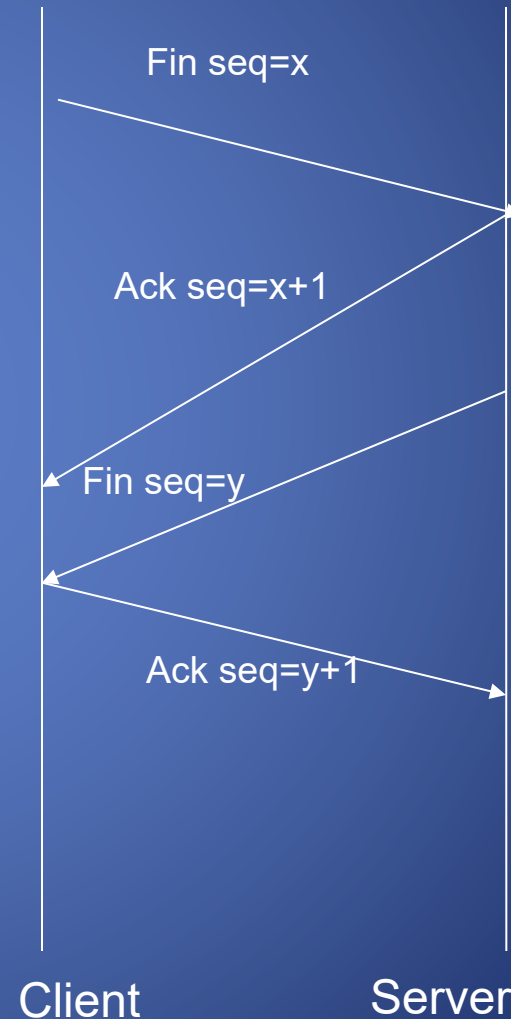 Fin seq=x
Ack seq=x+1
Fin seq=y
Ack seq=y+1
Client
Server